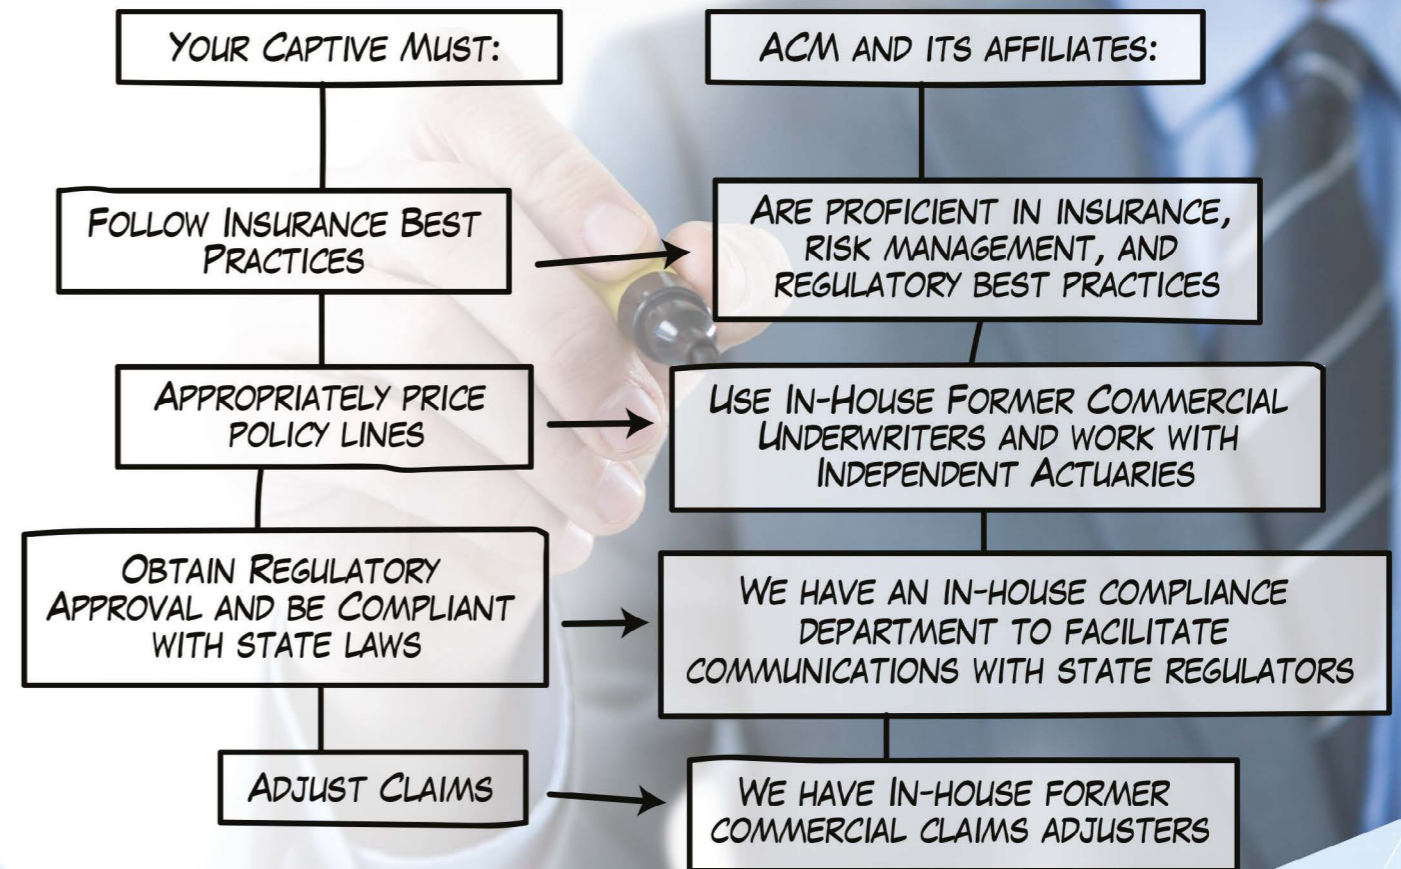 YOUR CAPTIVE MUST:
ACM AND ITS AFFILIATES:
FOLLOW INSURANCE BEST
PRACTICES
ARE PROFICIENT IN INSURANCE,
RISK MANAGEMENT, AND
REGULATORY BEST PRACTICES
APPROPRIATELY PRICE
POLICY LINES
USE IN-HOUSE FORMER COMMERCIAL
UNDERWRITERS AND WORK WITH
INDEPENDENT ACTUARIES
OBTAIN REGULATORY
APPROVAL AND BE COMPLIANT
WITH STATE LAWS
WE HAVE AN IN-HOUSE COMPLIANCE
DEPARTMENT TO FACILITATE
COMMUNICATIONS WITH STATE REGULATORS
ADJUST CLAIMS
WE HAVE IN-HOUSE FORMER
COMMERCIAL CLAIMS ADJUSTERS